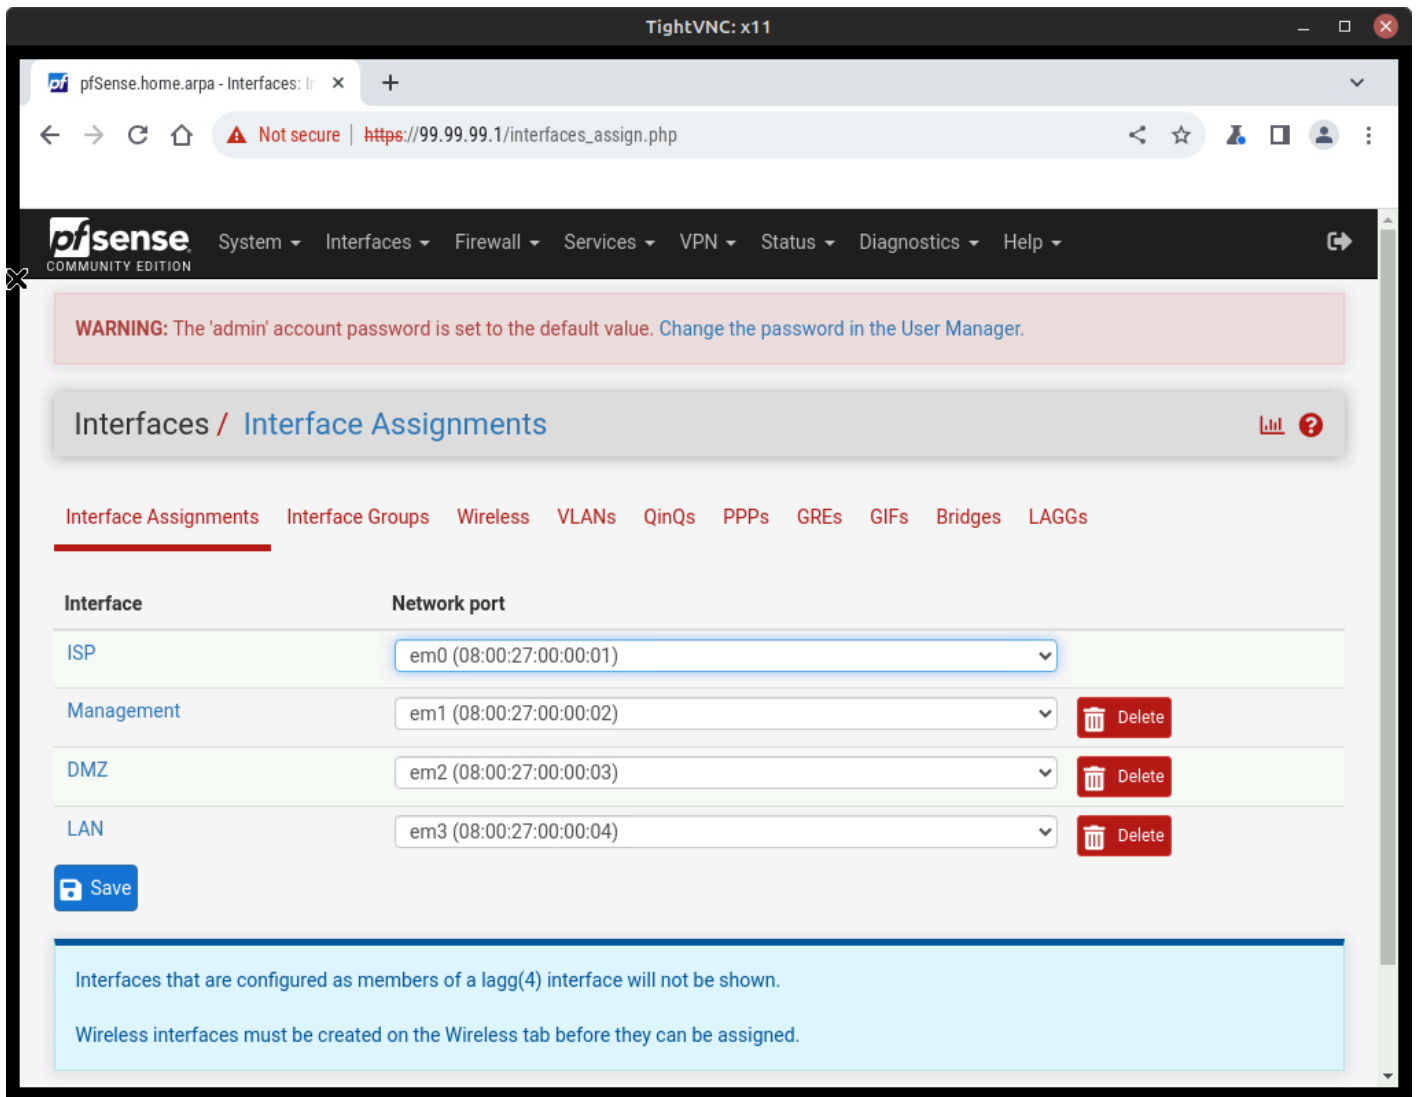 TightVNC: x11
pfSense.home.arpa - Interfaces:
Not secure | https://99.99.99.1/interfaces_assign.php
pfsense
COMMUNITY EDITION
System Interfaces Firewall Services VPN Status Diagnostics Help
WARNING: The 'admin' account password is set to the default value. Change the password in the User Manager.
Interfaces / Interface Assignments
Interface Assignments Interface Groups Wireless VLANs QinQs PPPs GREs GIFs Bridges LAGGs
Interface Network port
ISP em0 (08:00:27:00:00:01)
Management em1 (08:00:27:00:00:02) Delete
DMZ em2 (08:00:27:00:00:03) Delete
LAN em3 (08:00:27:00:00:04) Delete
Save
Interfaces that are configured as members of a lagg(4) interface will not be shown.
Wireless interfaces must be created on the Wireless tab before they can be assigned.